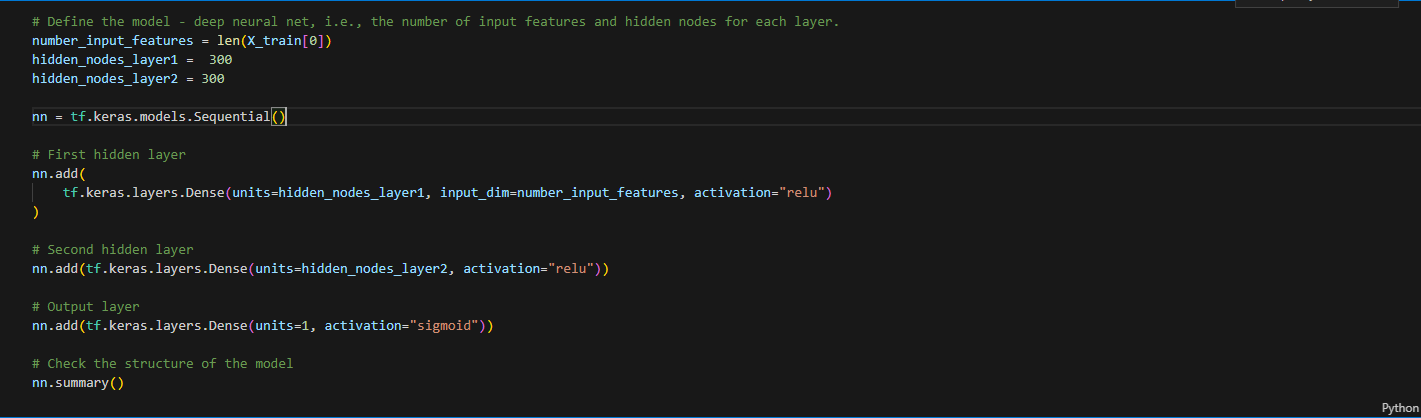 # Define the model - deep neural net, i.e., the number of input features and hidden nodes for each layer.
number_input_features = len(X_train[0])
hidden_nodes_layer1 =  300
hidden_nodes_layer2 = 300
nn = tf.keras.models.Sequential()
# First hidden layer
nn.add(
    tf.keras.layers.Dense(units=hidden_nodes_layer1, input_dim=number_input_features, activation="relu")
)
# Second hidden layer
nn.add(tf.keras.layers.Dense(units=hidden_nodes_layer2, activation="relu"))
# Output layer
nn.add(tf.keras.layers.Dense(units=1, activation="sigmoid"))
# Check the structure of the model
nn.summary()
Python